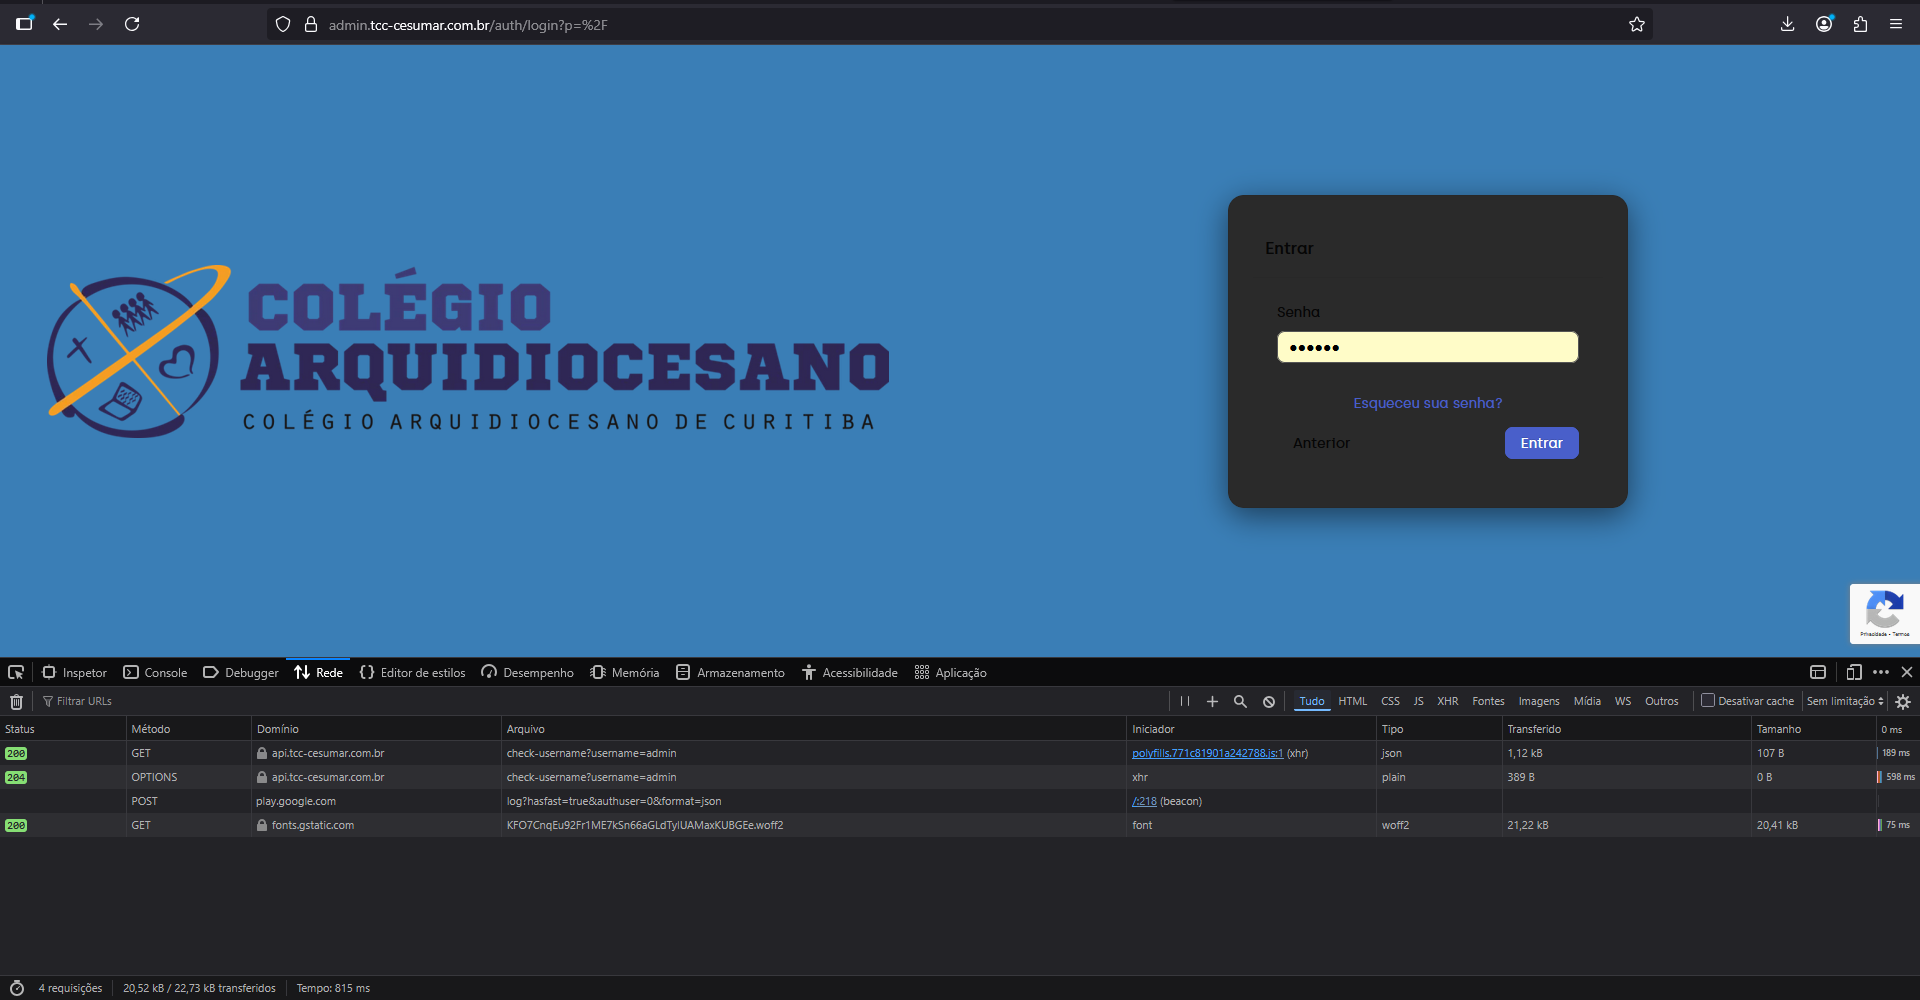 admin.tcc-cesumar.com.br/auth/login?p=%2F
COLÉGIO
ARQUIDIOCESANO
COLÉGIO ARQUIDIOCESANO DE CURITIBA
Entrar
Senha
••••••
Esqueceu sua senha?
Anterior Entrar
Privacidade • Termos
Inspetor Console Debugger Rede Editor de estilos Desempenho Memória Armazenamento Acessibilidade Aplicação
Filtrar URLs Tudo HTML CSS JS XHR Fontes Imagens Mídia WS Outros Desativar cache Sem limitação
Status Método Domínio Arquivo Iniciador Tipo Transferido Tamanho 0 ms
200 GET api.tcc-cesumar.com.br check-username?username=admin polyfills.771c81901a242788.js:1 (xhr) json 1,12 kB 107 B 189 ms
204 OPTIONS api.tcc-cesumar.com.br check-username?username=admin xhr plain 389 B 0 B 598 ms
POST play.google.com log?hasfast=true&authuser=0&format=json /:218 (beacon)
200 GET fonts.gstatic.com KFO7CnqEu92Fr1ME7kSn66aGLdTylUAMaxKUBGEe.woff2 font woff2 21,22 kB 20,41 kB 75 ms
4 requisições 20,52 kB / 22,73 kB transferidos Tempo: 815 ms